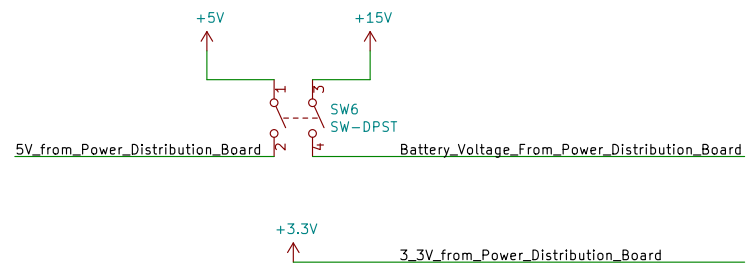 +5V +15V
1 3
SW6
SW-DPST
2 4
5V_from_Power_Distribution_Board Battery_Voltage_From_Power_Distribution_Board
+3.3V
3_3V_from_Power_Distribution_Board